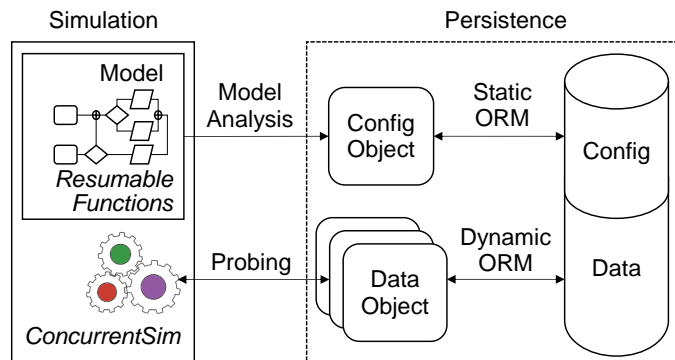 Simulation
Persistence
Model
Resumable
Functions
Model
Analysis
Config
Object
Static
ORM
Config
ConcurrentSim
Probing
Data
Object
Dynamic
ORM
Data